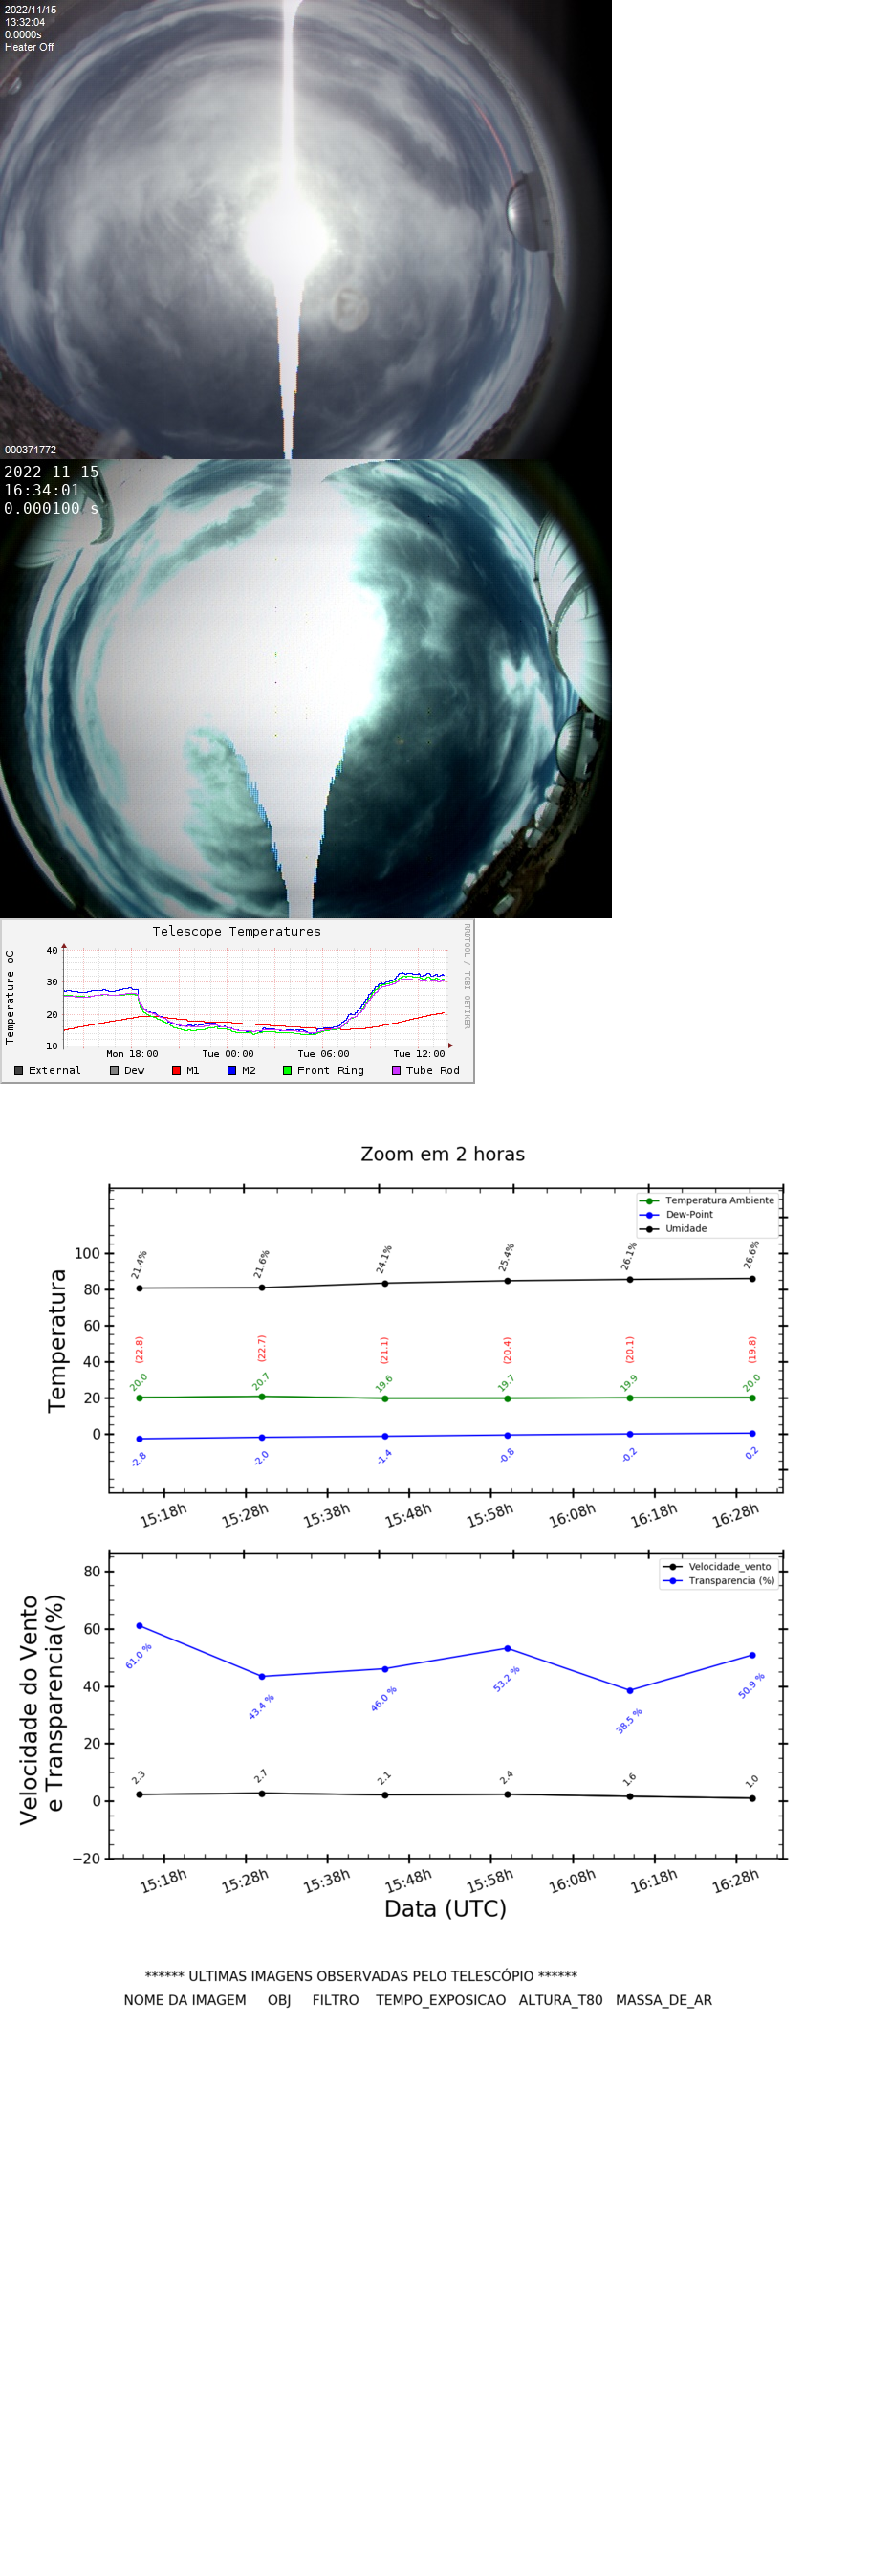 2022/11/15
13:32:04
0.0000s
Heater Off
000371772
2022-11-15
16:34:01
0.000100 s
Telescope Temperatures
RRDTOOL / TOBI OETIKER
Temperature oC
40
30
20
10
Mon 18:00 Tue 00:00 Tue 06:00 Tue 12:00
External Dew M1 M2 Front Ring Tube Rod
Zoom em 2 horas
Temperatura Ambiente
Dew-Point
Umidade
Temperatura
100
80
60
40
20
0
21.4% 21.6% 24.1% 25.4% 26.1% 26.6%
(22.8) (22.7) (21.1) (20.4) (20.1) (19.8)
20.0 20.7 19.6 19.7 19.9 20.0
-2.8 -2.0 -1.4 -0.8 -0.2 0.2
15:18h 15:28h 15:38h 15:48h 15:58h 16:08h 16:18h 16:28h
Velocidade_vento
Transparencia (%)
Velocidade do Vento
e Transparencia(%)
80
60
40
20
0
−20
61.0 % 43.4 % 46.0 % 53.2 % 38.5 % 50.9 %
2.3 2.7 2.1 2.4 1.6 1.0
15:18h 15:28h 15:38h 15:48h 15:58h 16:08h 16:18h 16:28h
Data (UTC)
****** ULTIMAS IMAGENS OBSERVADAS PELO TELESCÓPIO ******
NOME DA IMAGEM OBJ FILTRO TEMPO_EXPOSICAO ALTURA_T80 MASSA_DE_AR